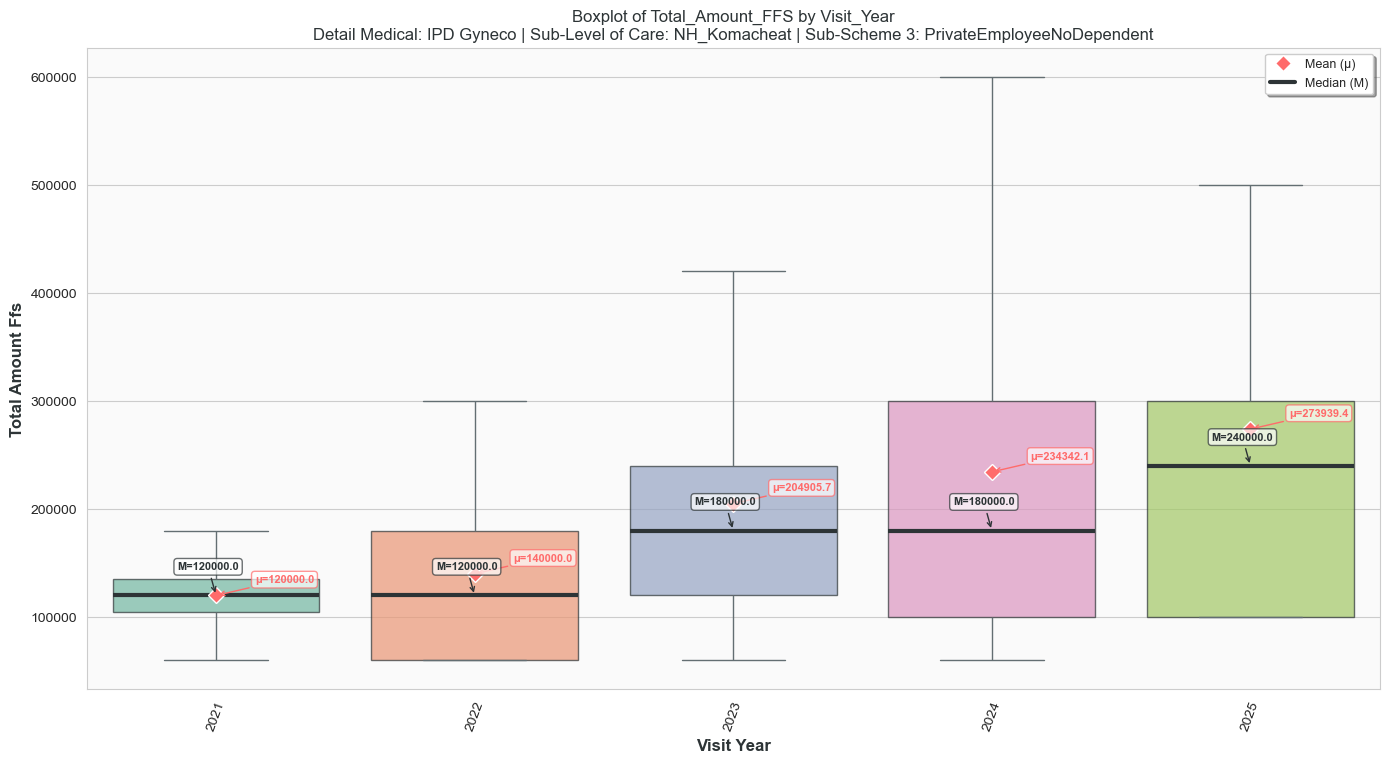 Boxplot of Total_Amount_FFS by Visit_Year
Detail Medical: IPD Gyneco | Sub-Level of Care: NH_Komacheat | Sub-Scheme 3: PrivateEmployeeNoDependent
Mean (μ)
Median (M)
Total Amount Ffs
600000
500000
400000
300000
200000
100000
M=120000.0
μ=120000.0
M=120000.0
μ=140000.0
M=180000.0
μ=204905.7
M=180000.0
μ=234342.1
M=240000.0
μ=273939.4
2021
2022
2023
2024
2025
Visit Year